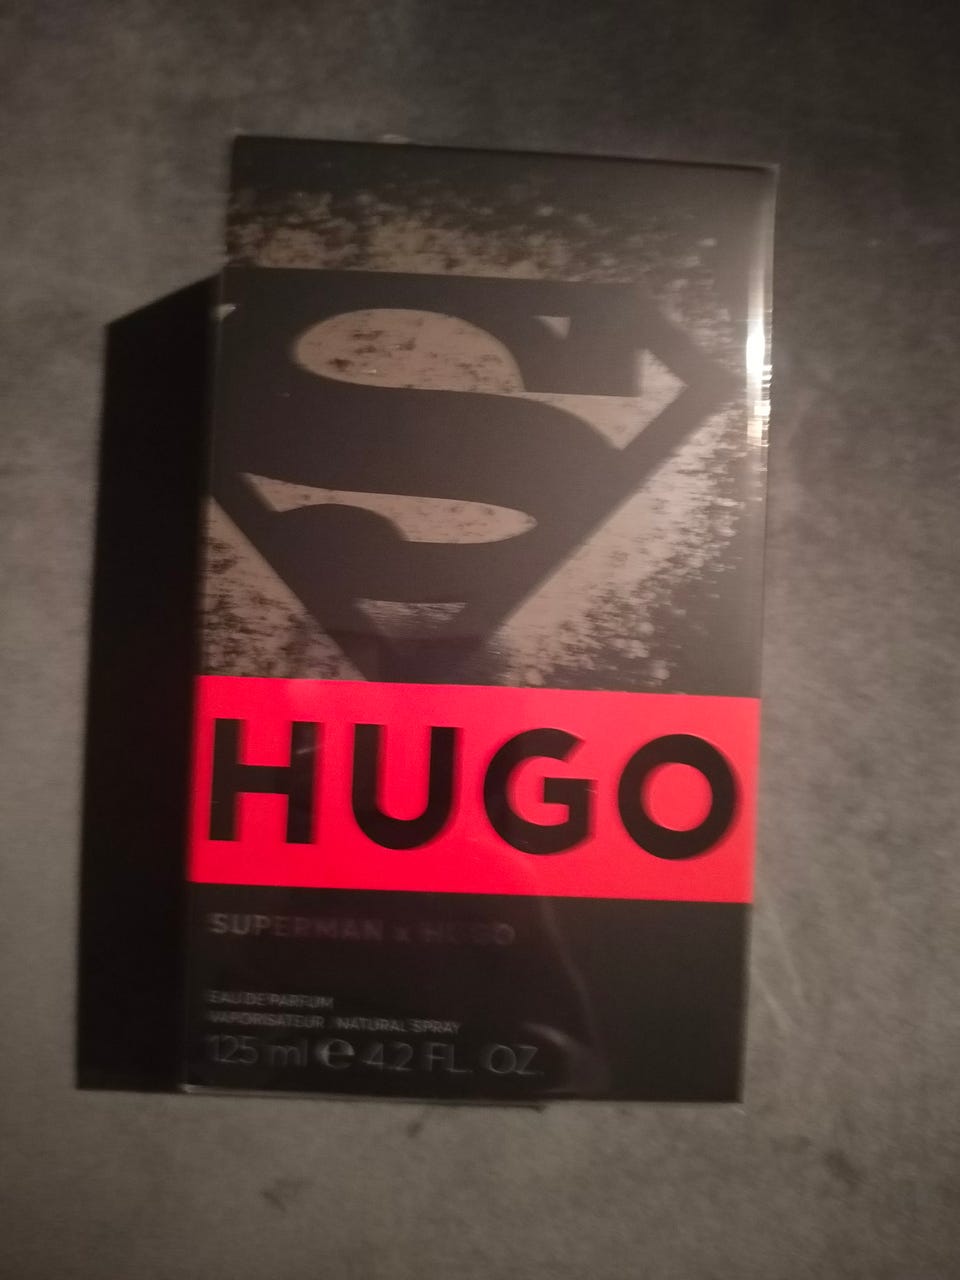 HUGO
SUPERMAN x HUGO
EAU DE PARFUM
VAPORISATEUR . NATURAL SPRAY
125 ml ℮ 4.2 FL. OZ.